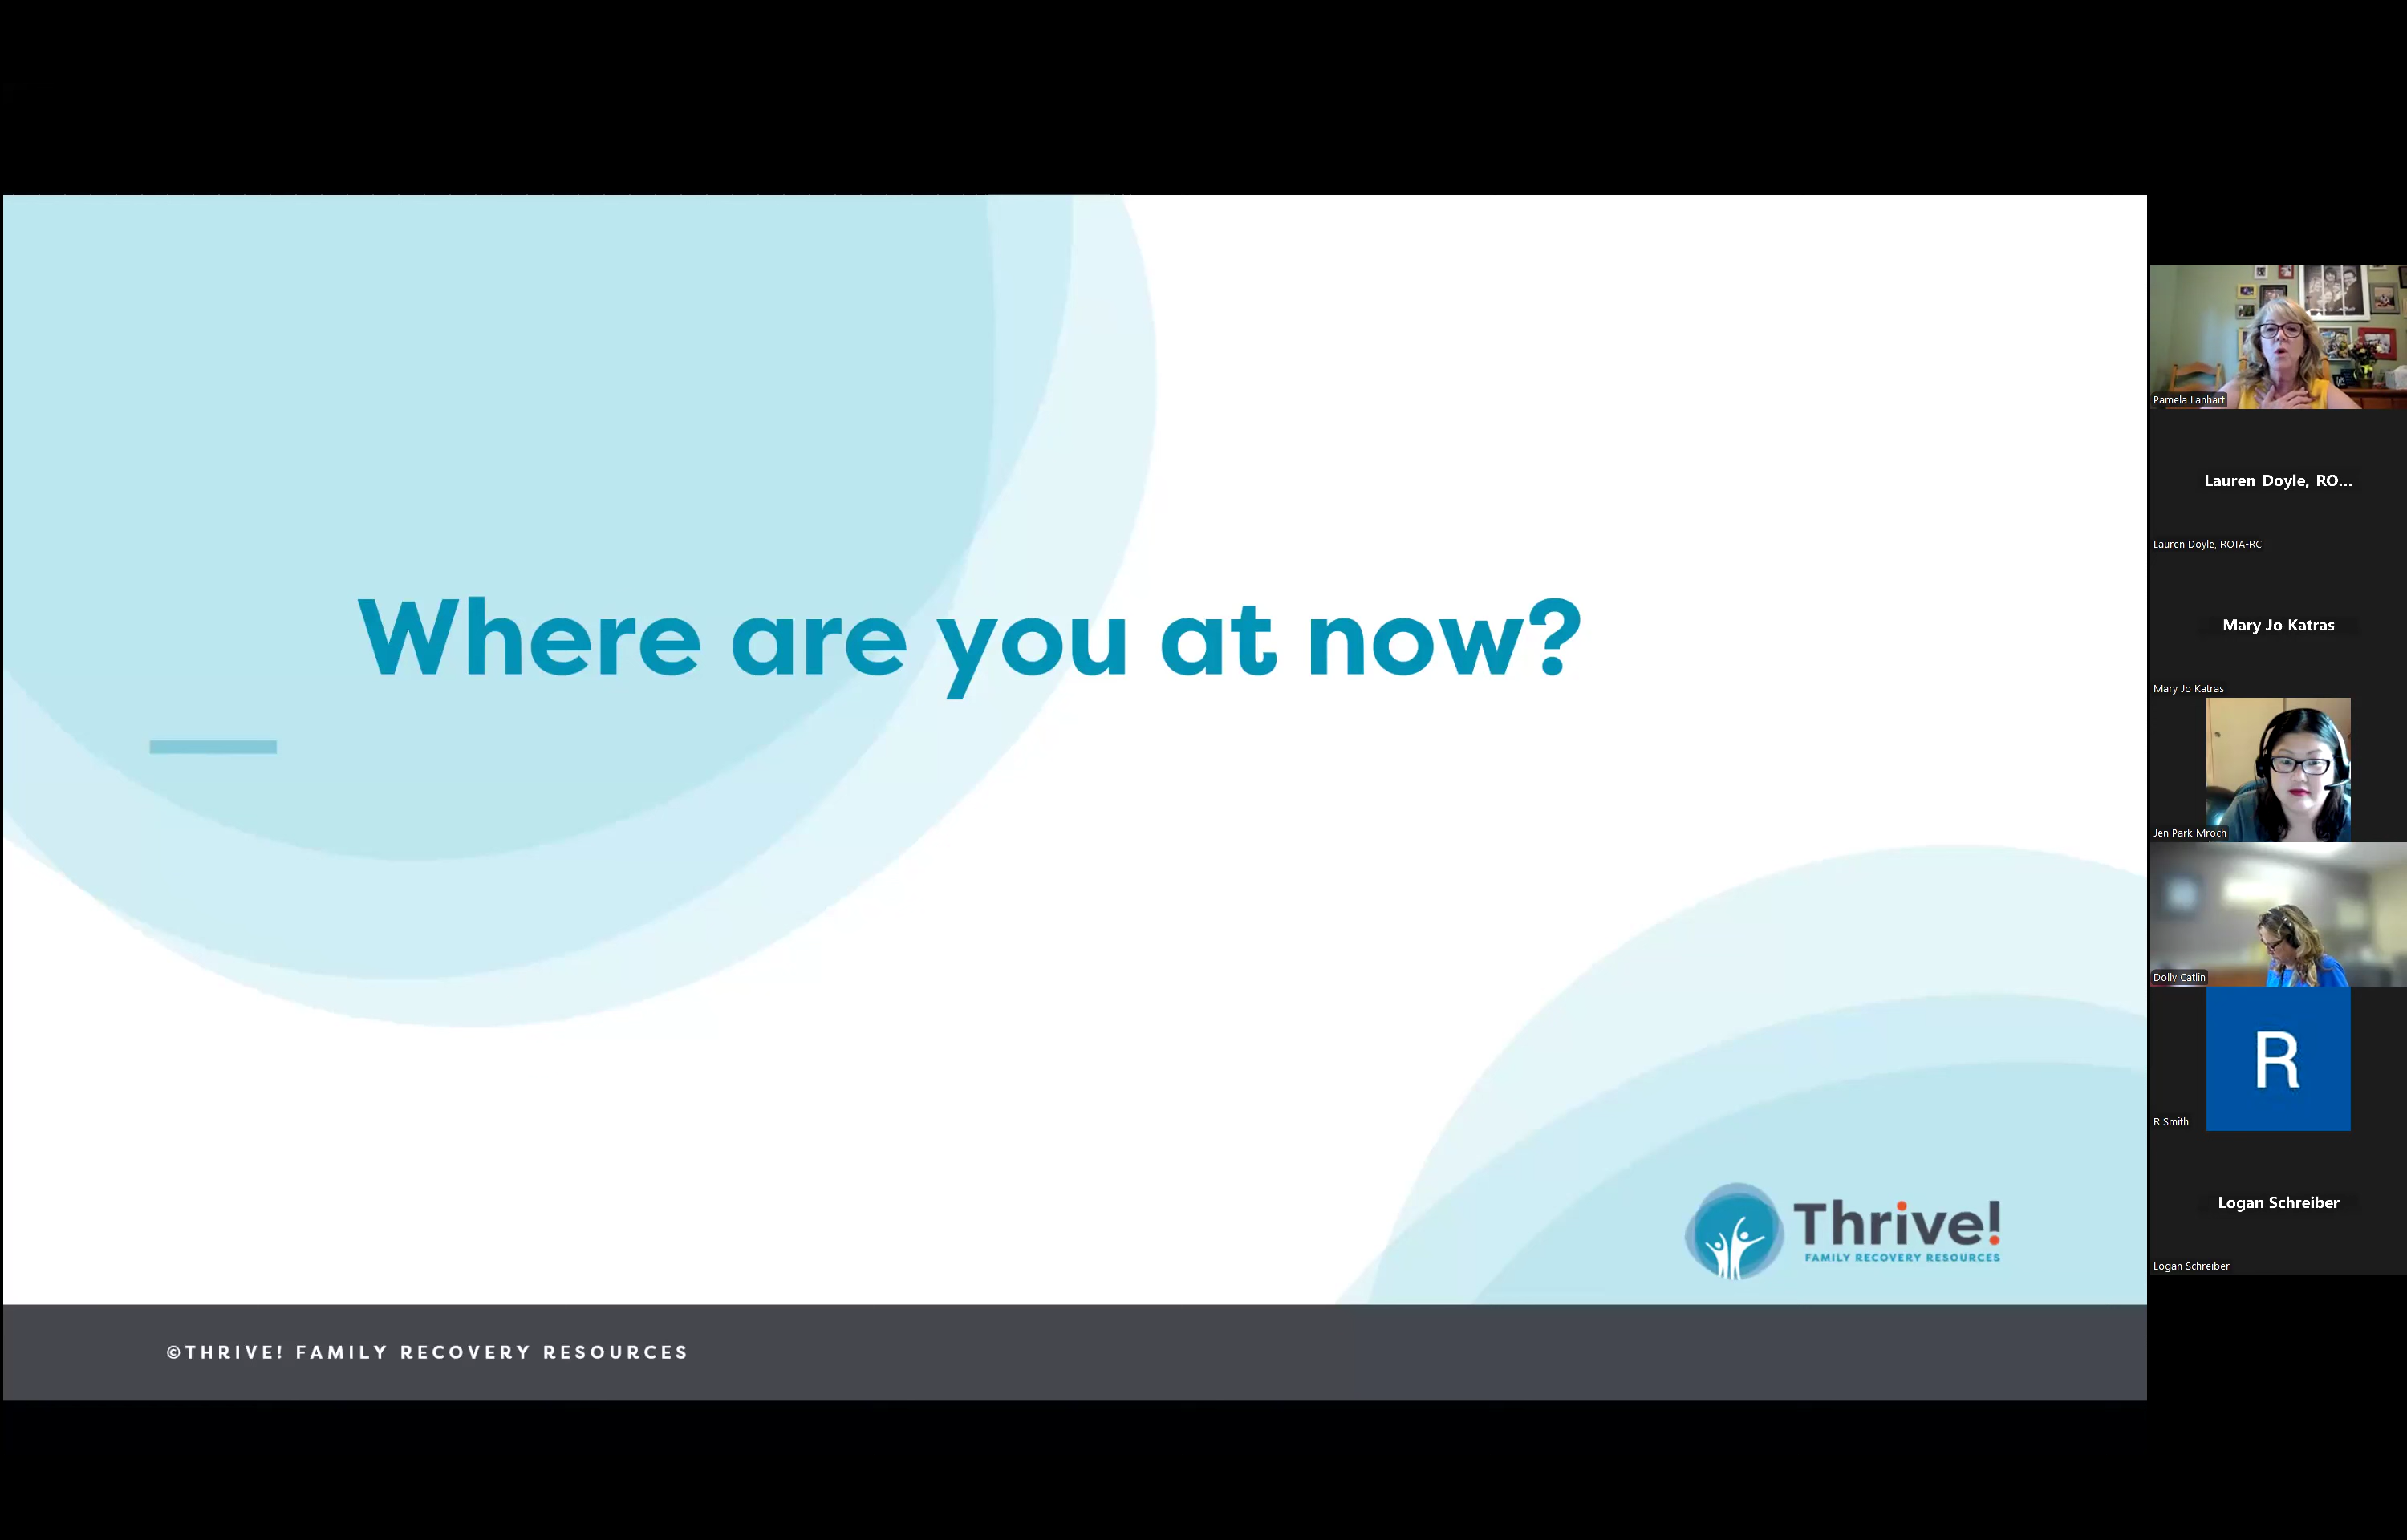 Where are you at now?
Thrive!
FAMILY RECOVERY RESOURCES
©THRIVE! FAMILY RECOVERY RESOURCES
Pamela Lanhart
Lauren Doyle, RO...
Lauren Doyle, ROTA-RC
Mary Jo Katras
Mary Jo Katras
Jen Park-Mroch
Dolly Catlin
R
R Smith
Logan Schreiber
Logan Schreiber